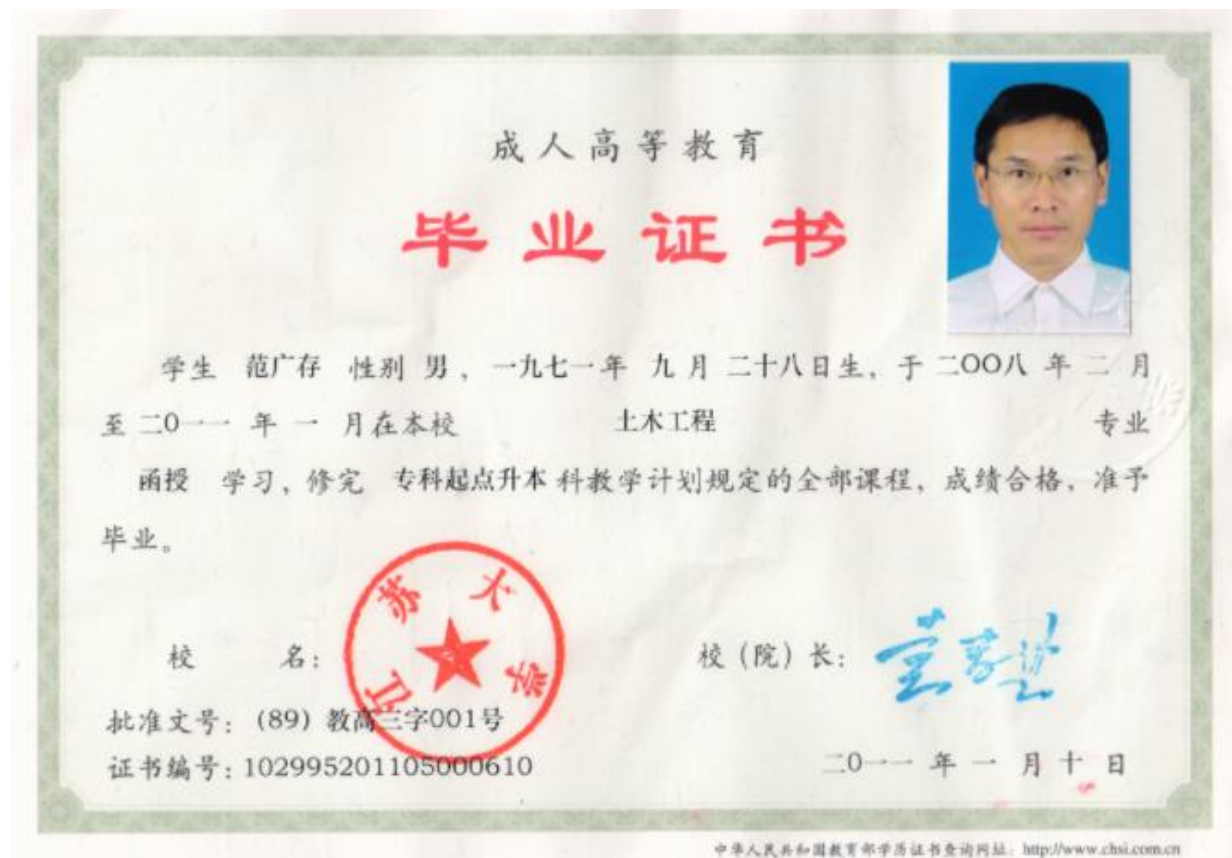 成人高等教育
毕业证书
学生 范广存 性别 男、一九七一年 九月 二十八日生，于 二〇〇八 年 二 月
至 二〇一一 年 一 月在本校 土木工程 专业
函授 学习，修完 专科起点升本 科教学计划规定的全部课程，成绩合格，准予
毕业。
江苏大学
校 名： 校（院）长：
批准文号：（89）教高三字001号
证书编号：102995201105000610 二〇一一 年 一 月 十 日
中华人民共和国教育部学历证书查询网址：http://www.chsi.com.cn